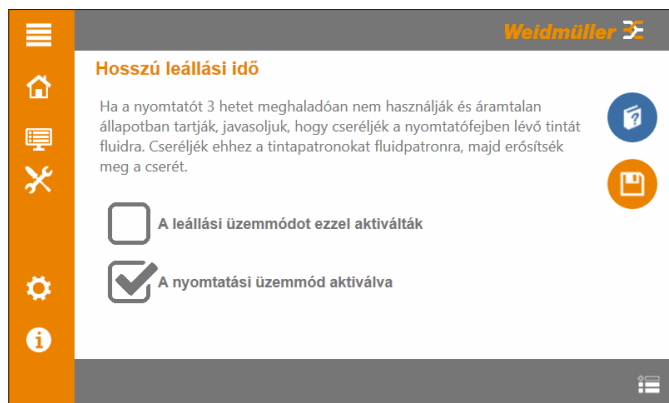 Weidmüller
Hosszú leállási idő
Ha a nyomtatót 3 hetet meghaladóan nem használják és áramtalan
állapotban tartják, javasoljuk, hogy cseréljék a nyomtatófejben lévő tintát
fluidra. Cseréljék ehhez a tintapatronokat fluidpatronra, majd erősítsék
meg a cserét.
A leállási üzemmódot ezzel aktiválták
A nyomtatási üzemmód aktiválva